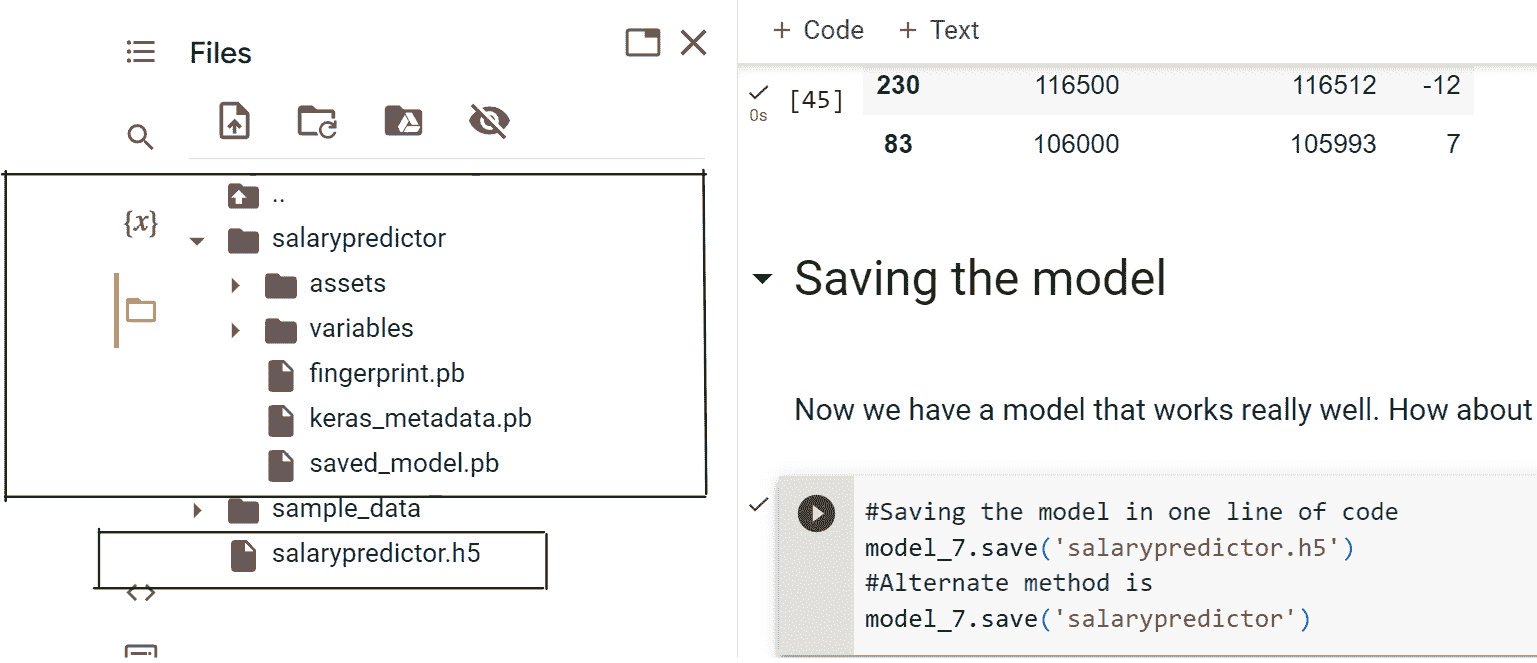 Files
..
salarypredictor
assets
variables
fingerprint.pb
keras_metadata.pb
saved_model.pb
sample_data
salarypredictor.h5
{x}
<>
+ Code + Text
0s
[45]
230 116500 116512 -12
83 106000 105993 7
Saving the model
Now we have a model that works really well. How about
#Saving the model in one line of code
model_7.save('salarypredictor.h5')
#Alternate method is
model_7.save('salarypredictor')